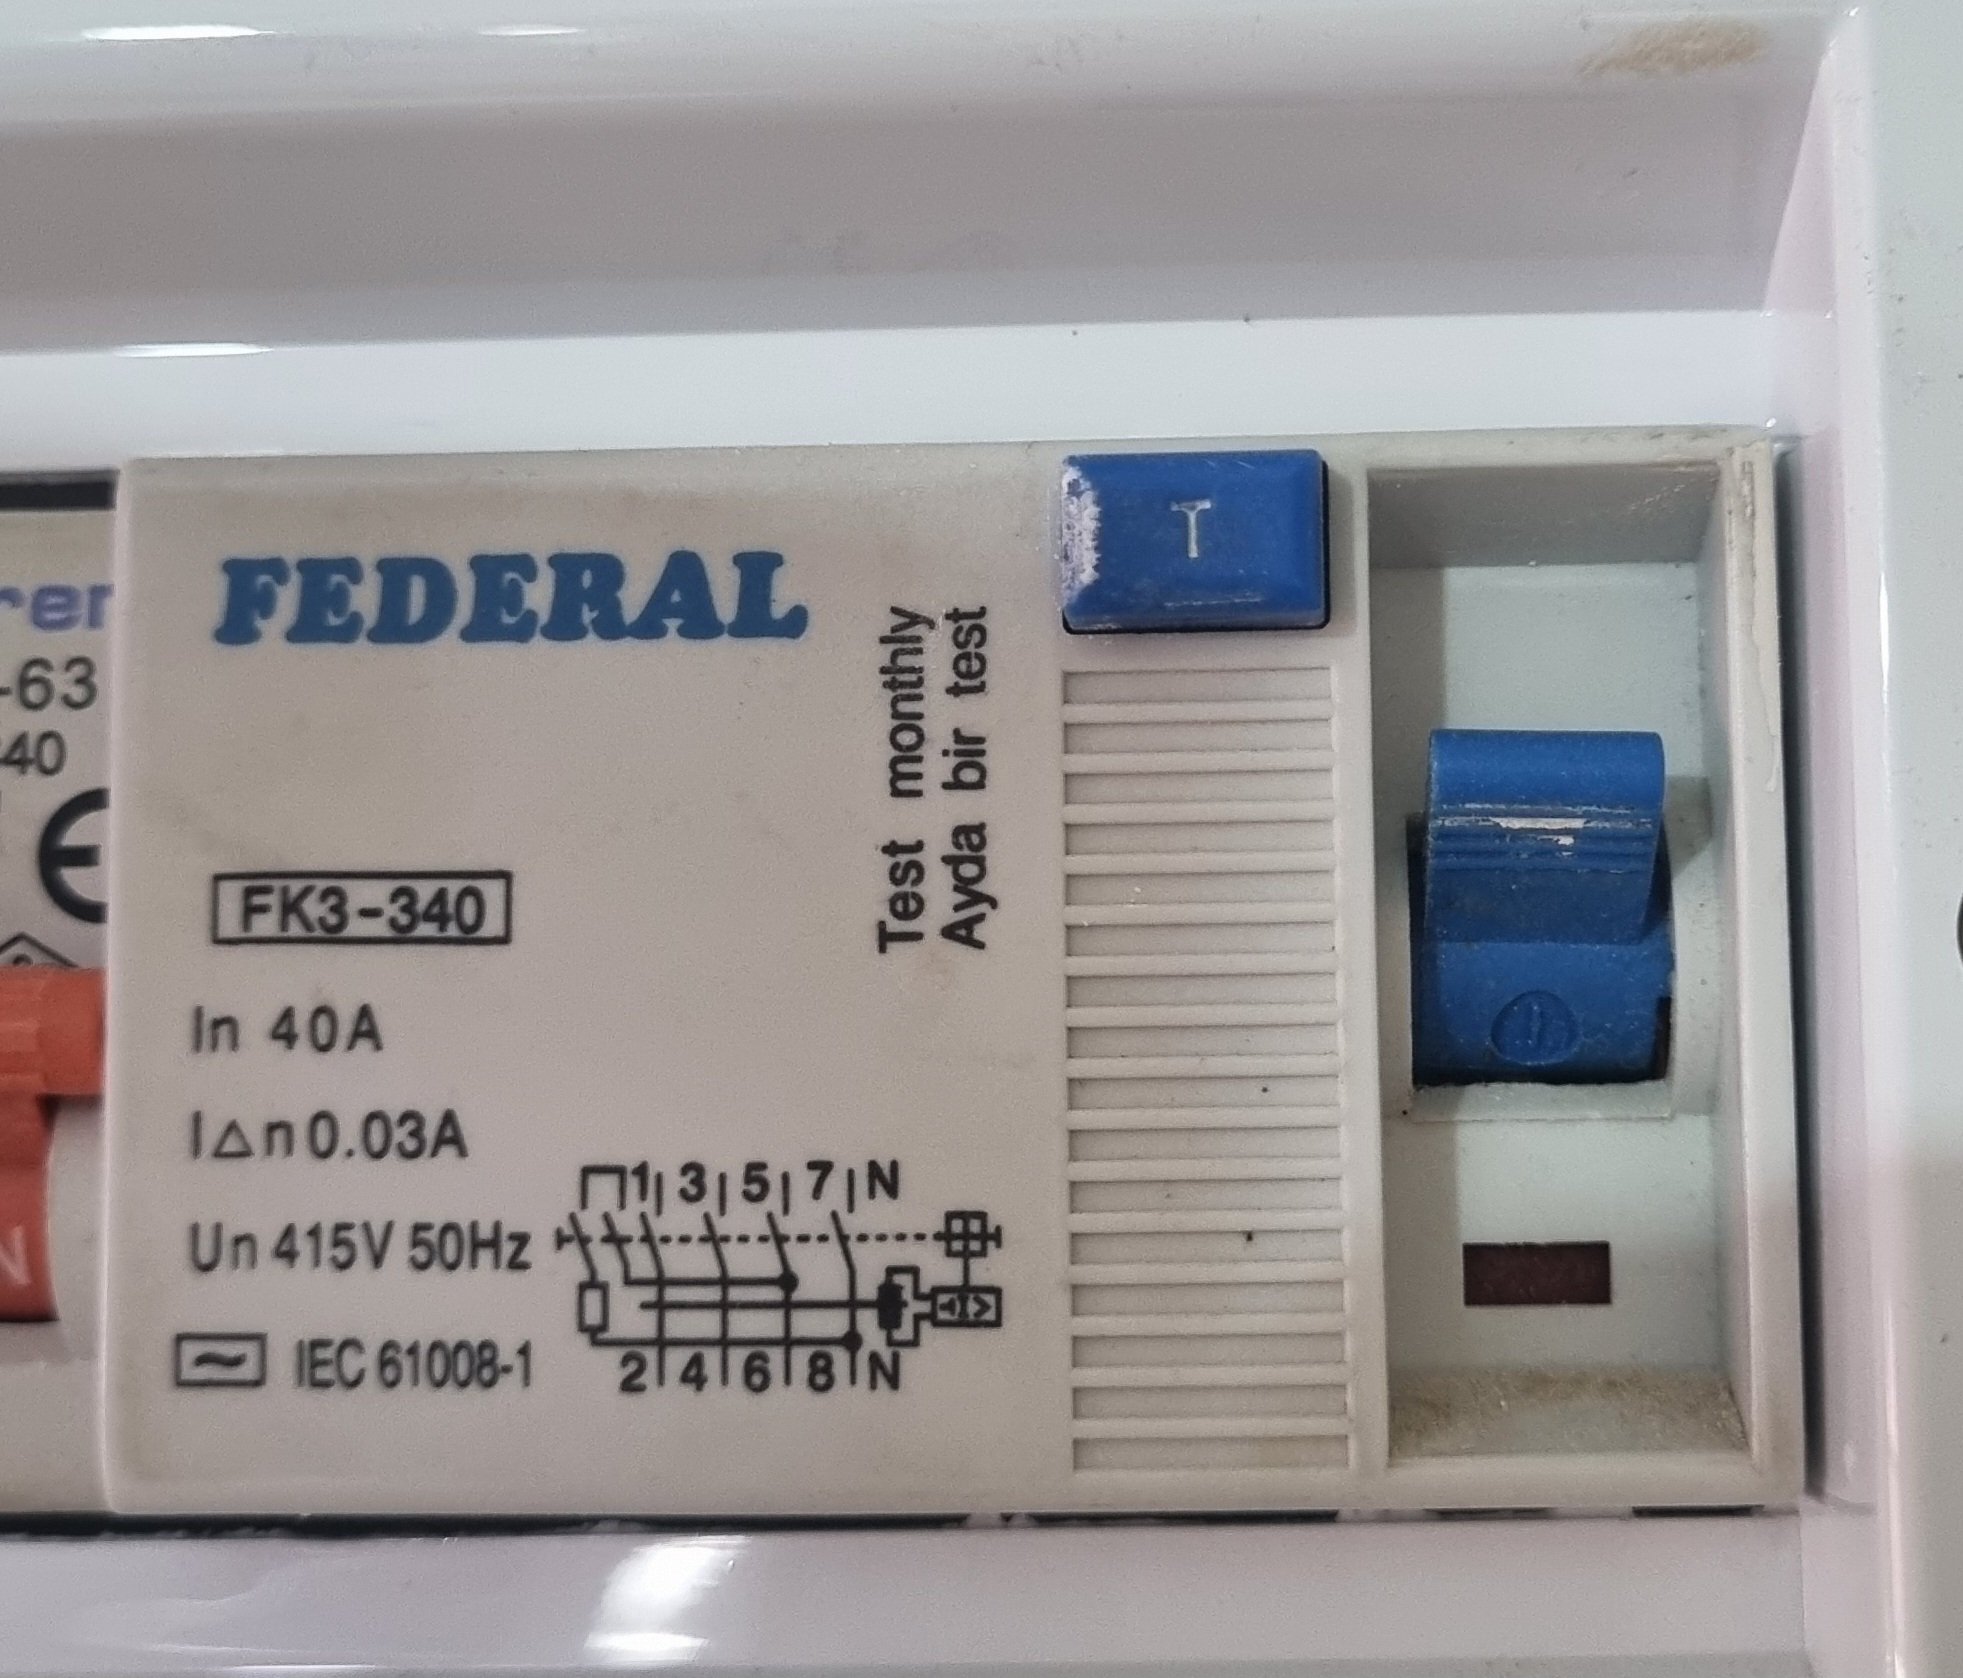 FEDERAL
T
Test monthly
Ayda bir test
FK3-340
In 40A
I△n 0.03A
Un 415V 50Hz
IEC 61008-1
1 3 5 7 N
2 4 6 8 N
-63
40
CE
N